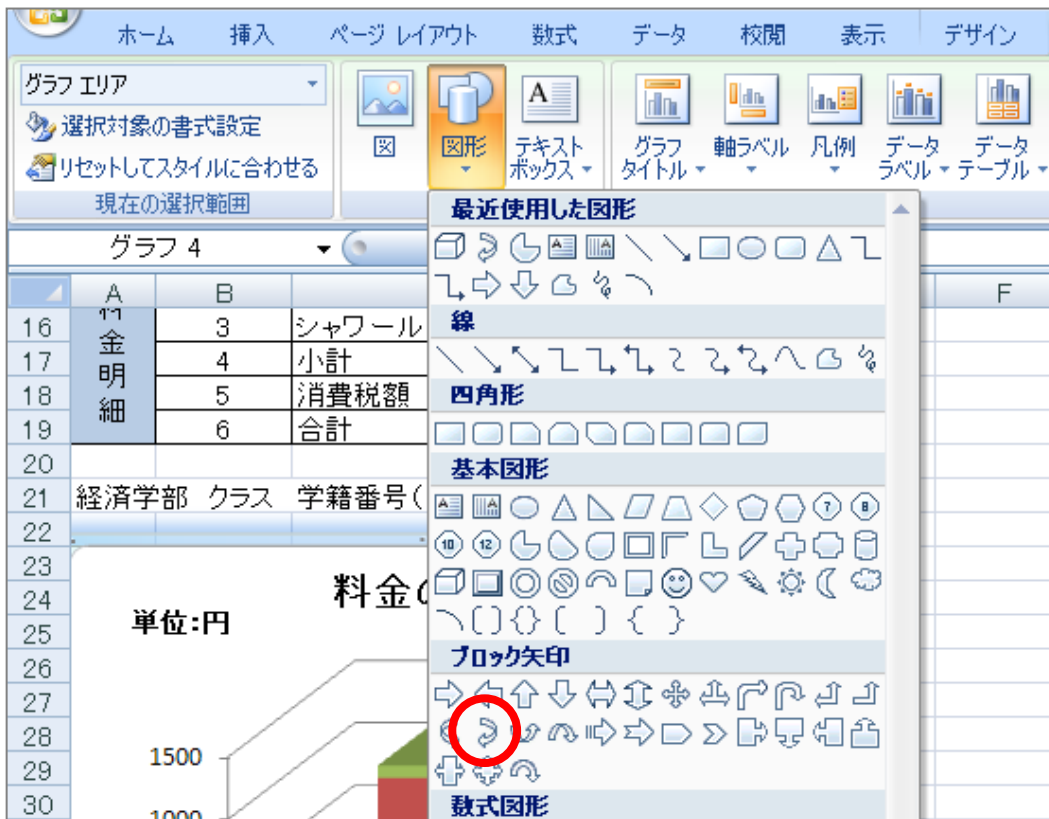 ホーム 挿入 ページ レイアウト 数式 データ 校閲 表示 デザイン
グラフ エリア
選択対象の書式設定
リセットしてスタイルに合わせる
現在の選択範囲
図
図形
テキスト
ボックス
グラフ
タイトル
軸ラベル
凡例
データ
ラベル
データ
テーブル
グラフ 4
最近使用した図形
線
四角形
基本図形
ブロック矢印
数式図形
A B F
16 3 シャワール
17 金 4 小計
18 明 5 消費税額
19 細 6 合計
20
21 経済学部 クラス 学籍番号(
22
23
24 料金の
25 単位:円
26
27
28
29 1500
30 1000